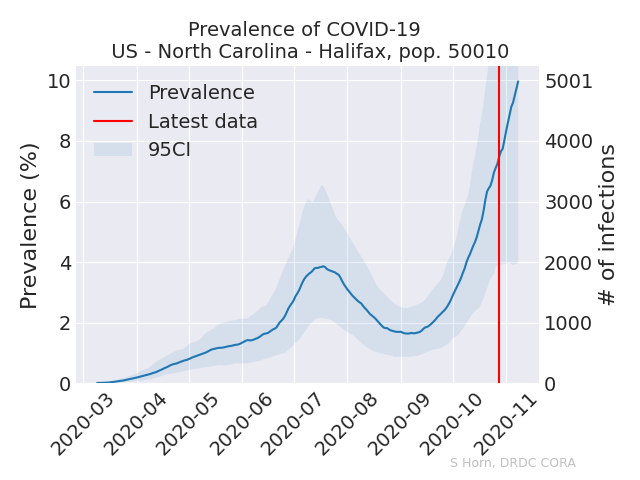 Prevalence of COVID-19
US - North Carolina - Halifax, pop. 50010
Prevalence
Latest data
95CI
Prevalence (%)
10
8
6
4
2
0
5001
4000
3000
2000
1000
0
# of infections
2020-03
2020-04
2020-05
2020-06
2020-07
2020-08
2020-09
2020-10
2020-11
S Horn, DRDC CORA